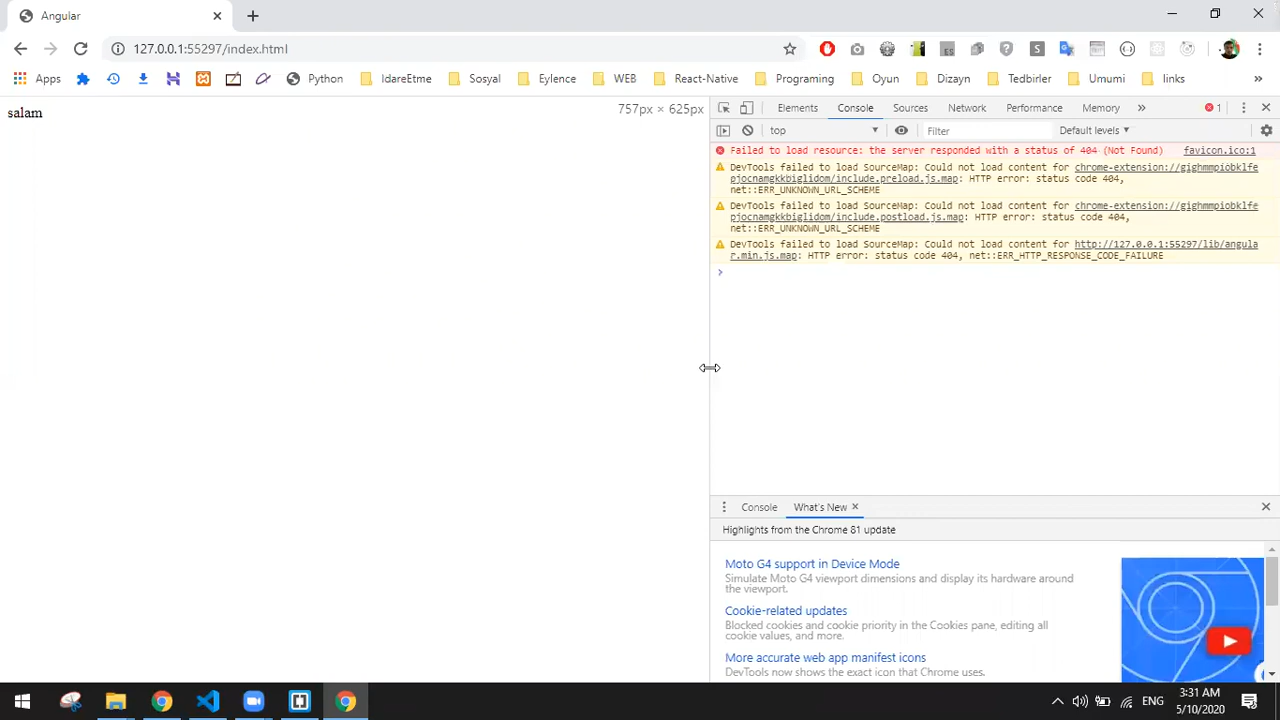 Angular
127.0.0.1:55297/index.html
Apps Python IdareEtme Sosyal Eylence WEB React-Native Programing Oyun Dizayn Tedbirler Umumi links »
salam
757px × 625px
Elements Console Sources Network Performance Memory » 1
top Filter Default levels
Failed to load resource: the server responded with a status of 404 (Not Found) favicon.ico:1
DevTools failed to load SourceMap: Could not load content for chrome-extension://gighmmpiobklfe
pjocnamgkkbiglidom/include.preload.js.map: HTTP error: status code 404,
net::ERR_UNKNOWN_URL_SCHEME
DevTools failed to load SourceMap: Could not load content for chrome-extension://gighmmpiobklfe
pjocnamgkkbiglidom/include.postload.js.map: HTTP error: status code 404,
net::ERR_UNKNOWN_URL_SCHEME
DevTools failed to load SourceMap: Could not load content for http://127.0.0.1:55297/lib/angula
r.min.js.map: HTTP error: status code 404, net::ERR_HTTP_RESPONSE_CODE_FAILURE
Console What's New
Highlights from the Chrome 81 update
Moto G4 support in Device Mode
Simulate Moto G4 viewport dimensions and display its hardware around
the viewport.
Cookie-related updates
Blocked cookies and cookie priority in the Cookies pane, editing all
cookie values, and more.
More accurate web app manifest icons
DevTools now shows the exact icon that Chrome uses.
ENG
3:31 AM
5/10/2020